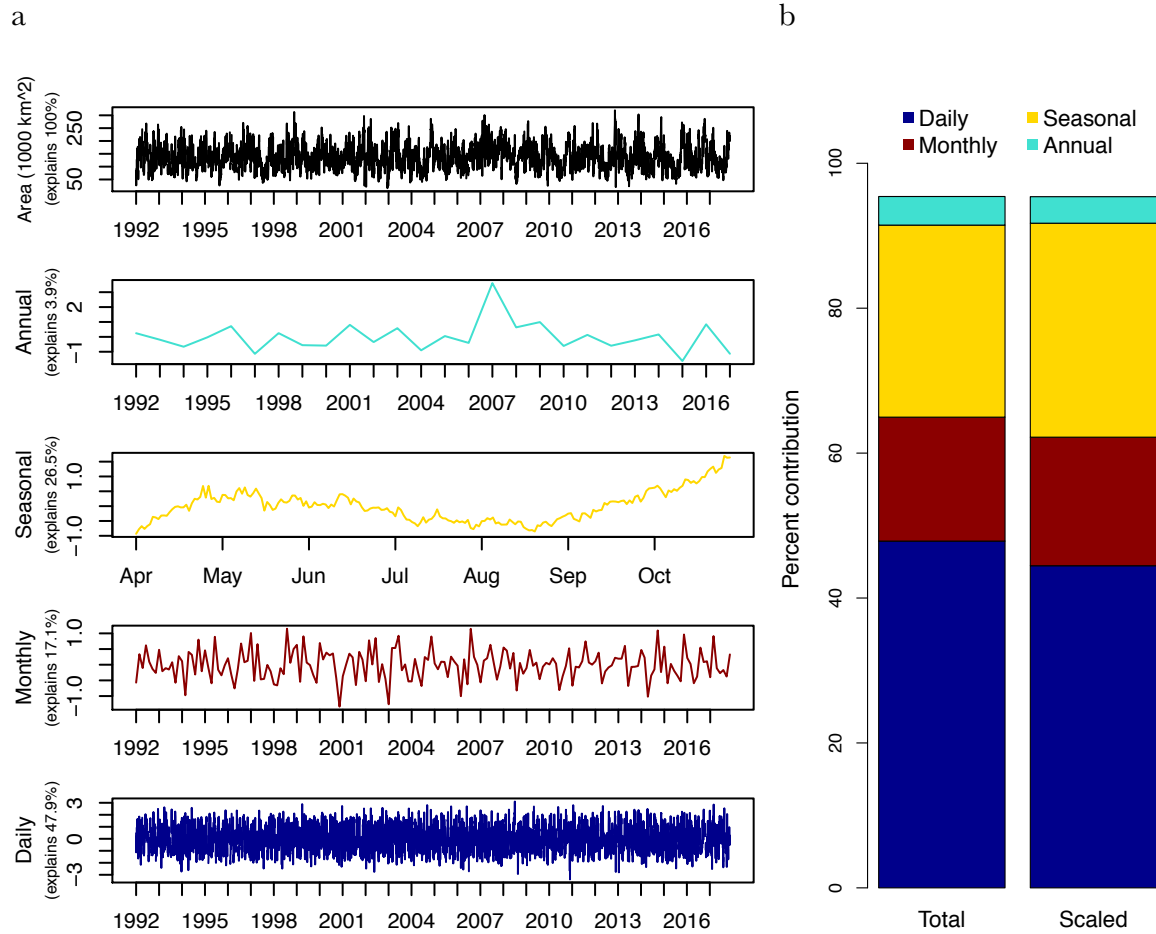 a
Area (1000 km^2)
(explains 100%)
50 250
1992 1995 1998 2001 2004 2007 2010 2013 2016
Annual
(explains 3.9%)
−1 2
1992 1995 1998 2001 2004 2007 2010 2013 2016
Seasonal
(explains 26.5%)
−1.0 1.0
Apr May Jun Jul Aug Sep Oct
Monthly
(explains 17.1%)
−1.0 1.0
1992 1995 1998 2001 2004 2007 2010 2013 2016
Daily
(explains 47.9%)
−3 0 3
1992 1995 1998 2001 2004 2007 2010 2013 2016
b
Daily Seasonal
Monthly Annual
Percent contribution
0 20 40 60 80 100
Total Scaled